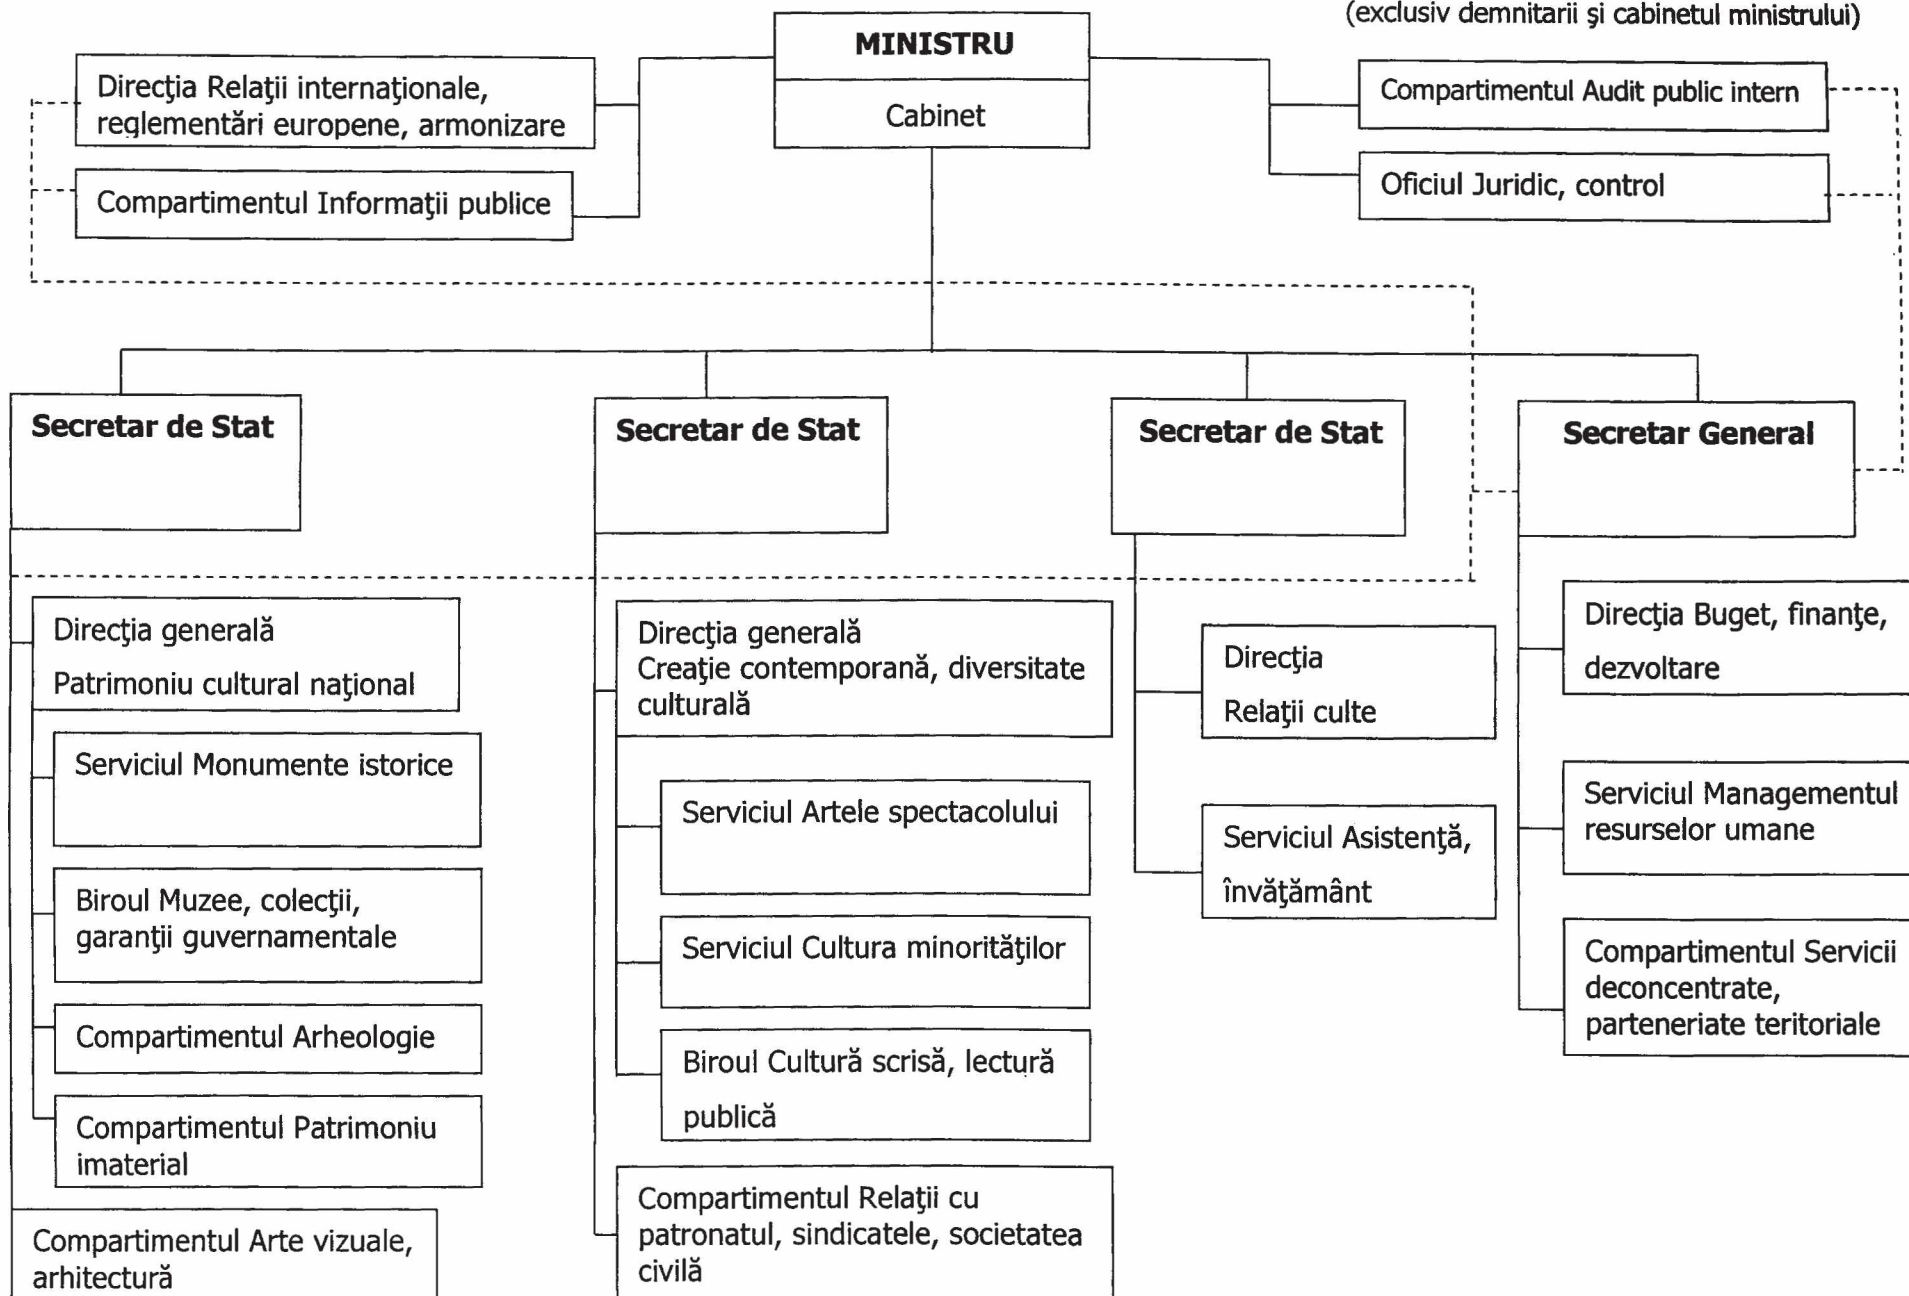 (exclusiv demnitarii şi cabinetul ministrului)
MINISTRU
Cabinet
Direcţia Relaţii internaţionale,
reglementări europene, armonizare
Compartimentul Informaţii publice
Compartimentul Audit public intern
Oficiul Juridic, control
Secretar de Stat
Secretar de Stat
Secretar de Stat
Secretar General
Direcţia generală
Patrimoniu cultural naţional
Serviciul Monumente istorice
Biroul Muzee, colecţii,
garanţii guvernamentale
Compartimentul Arheologie
Compartimentul Patrimoniu
imaterial
Compartimentul Arte vizuale,
arhitectură
Direcţia generală
Creaţie contemporană, diversitate
culturală
Serviciul Artele spectacolului
Serviciul Cultura minorităţilor
Biroul Cultură scrisă, lectură
publică
Compartimentul Relaţii cu
patronatul, sindicatele, societatea
civilă
Direcţia
Relaţii culte
Serviciul Asistenţă,
învăţământ
Direcţia Buget, finanţe,
dezvoltare
Serviciul Managementul
resurselor umane
Compartimentul Servicii
deconcentrate,
parteneriate teritoriale